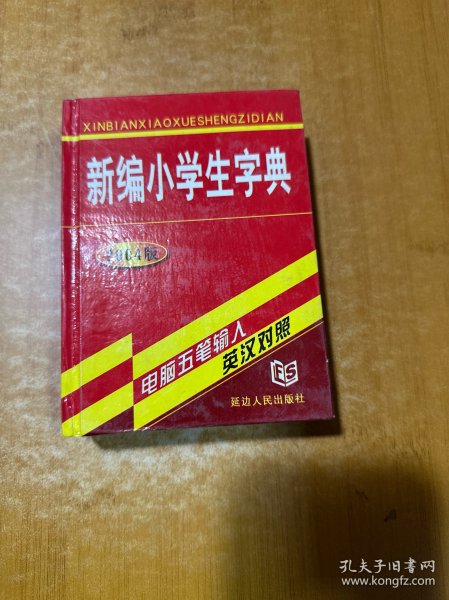 XINBIANXIAOXUESHENGZIDIAN
新编小学生字典
2004版
电脑五笔输入
英汉对照
FS
延边人民出版社
孔夫子旧书网
www.kongfz.com